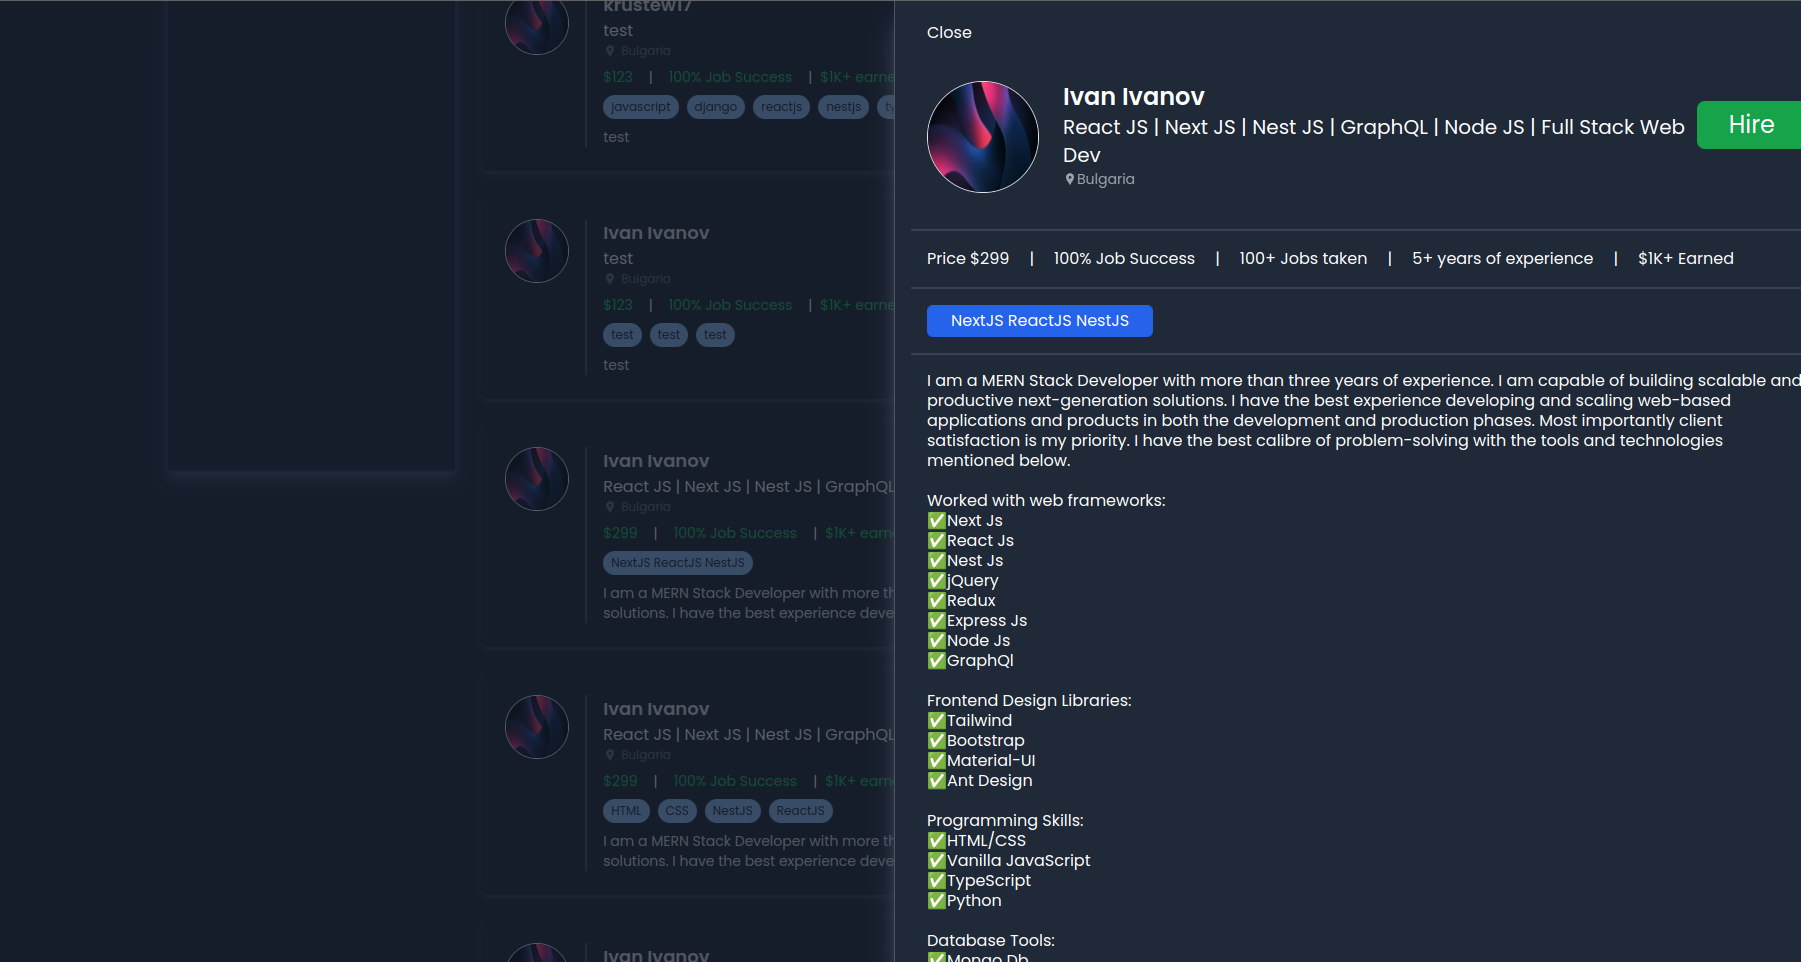 krustew17
test
Bulgaria
$123 | 100% Job Success | $1K+ earne
javascript django reactjs nestjs ty
test
Ivan Ivanov
test
Bulgaria
$123 | 100% Job Success | $1K+ earne
test test test
test
Ivan Ivanov
React JS | Next JS | Nest JS | GraphQL
Bulgaria
$299 | 100% Job Success | $1K+ earn
NextJS ReactJS NestJS
I am a MERN Stack Developer with more th
solutions. I have the best experience deve
Ivan Ivanov
React JS | Next JS | Nest JS | GraphQL
Bulgaria
$299 | 100% Job Success | $1K+ earn
HTML CSS NestJS ReactJS
I am a MERN Stack Developer with more th
solutions. I have the best experience deve
Ivan Ivanov
Close
Ivan Ivanov
React JS | Next JS | Nest JS | GraphQL | Node JS | Full Stack Web
Dev
Bulgaria
Hire
Price $299 | 100% Job Success | 100+ Jobs taken | 5+ years of experience | $1K+ Earned
NextJS ReactJS NestJS
I am a MERN Stack Developer with more than three years of experience. I am capable of building scalable and
productive next-generation solutions. I have the best experience developing and scaling web-based
applications and products in both the development and production phases. Most importantly client
satisfaction is my priority. I have the best calibre of problem-solving with the tools and technologies
mentioned below.
Worked with web frameworks:
✅Next Js
✅React Js
✅Nest Js
✅jQuery
✅Redux
✅Express Js
✅Node Js
✅GraphQl
Frontend Design Libraries:
✅Tailwind
✅Bootstrap
✅Material-UI
✅Ant Design
Programming Skills:
✅HTML/CSS
✅Vanilla JavaScript
✅TypeScript
✅Python
Database Tools:
✅Mongo Db